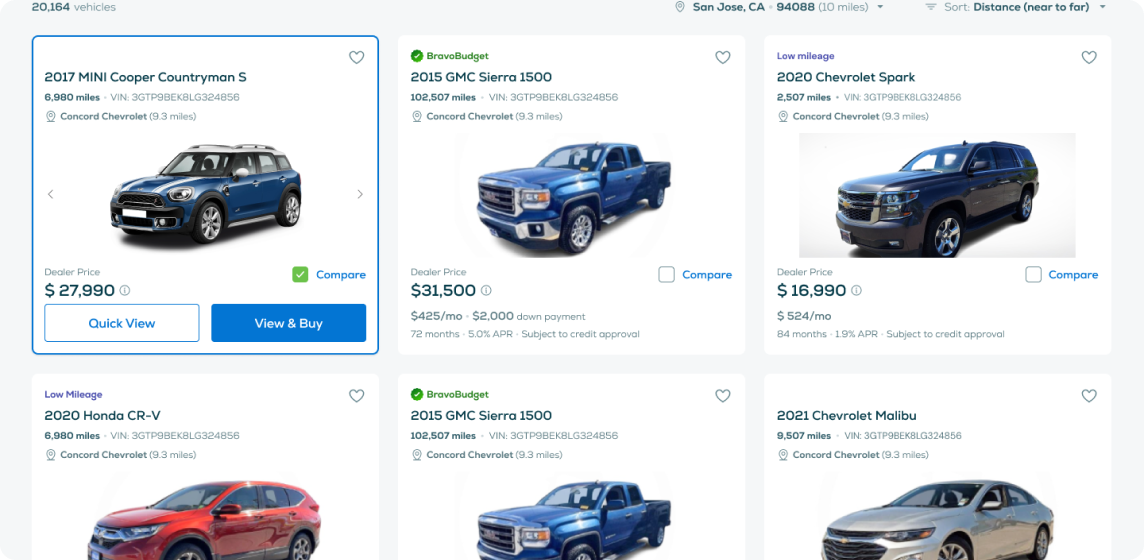 20,164 vehicles
San Jose, CA • 94088 (10 miles)
Sort: Distance (near to far)
2017 MINI Cooper Countryman S
6,980 miles • VIN: 3GTP9BEK8LG324856
Concord Chevrolet (9.3 miles)
Dealer Price
$ 27,990
Compare
Quick View
View & Buy
BravoBudget
2015 GMC Sierra 1500
102,507 miles • VIN: 3GTP9BEK8LG324856
Concord Chevrolet (9.3 miles)
Dealer Price
$31,500
Compare
$425/mo • $2,000 down payment
72 months • 5.0% APR • Subject to credit approval
Low mileage
2020 Chevrolet Spark
2,507 miles • VIN: 3GTP9BEK8LG324856
Concord Chevrolet (9.3 miles)
Dealer Price
$ 16,990
Compare
$ 524/mo
84 months • 1.9% APR • Subject to credit approval
Low Mileage
2020 Honda CR-V
6,980 miles • VIN: 3GTP9BEK8LG324856
Concord Chevrolet (9.3 miles)
BravoBudget
2015 GMC Sierra 1500
102,507 miles • VIN: 3GTP9BEK8LG324856
Concord Chevrolet (9.3 miles)
2021 Chevrolet Malibu
9,507 miles • VIN: 3GTP9BEK8LG324856
Concord Chevrolet (9.3 miles)